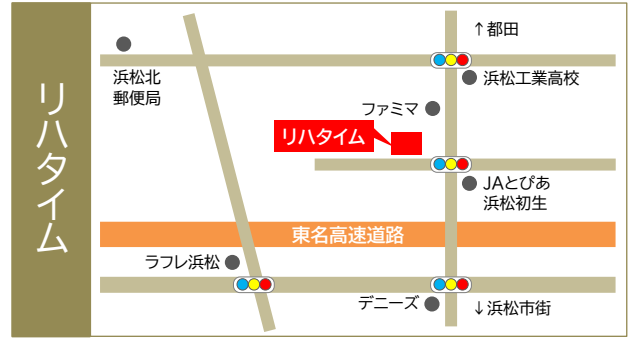 リハタイム
↑都田
浜松北
郵便局
浜松工業高校
ファミマ
リハタイム
JAとぴあ
浜松初生
東名高速道路
ラフレ浜松
デニーズ
↓浜松市街